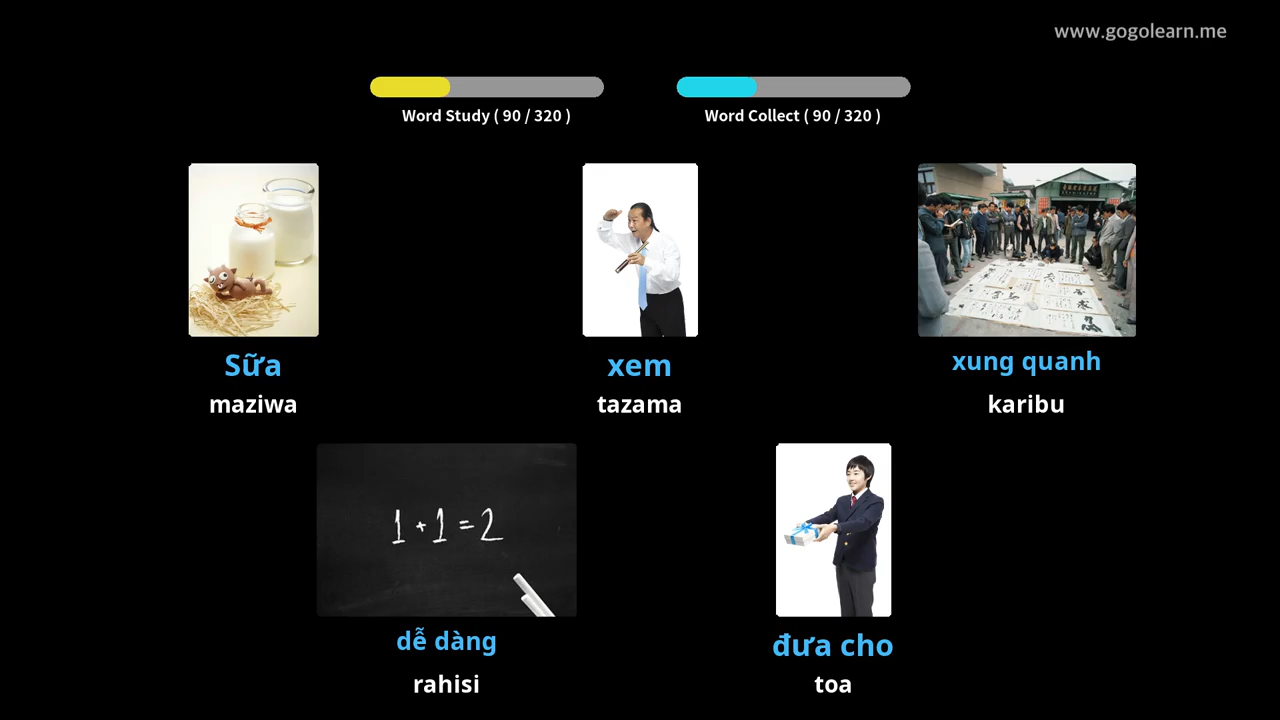 www.gogolearn.me
Word Study ( 90 / 320 )
Word Collect ( 90 / 320 )
Sữa
maziwa
xem
tazama
xung quanh
karibu
1 + 1 = 2
dễ dàng
rahisi
đưa cho
toa